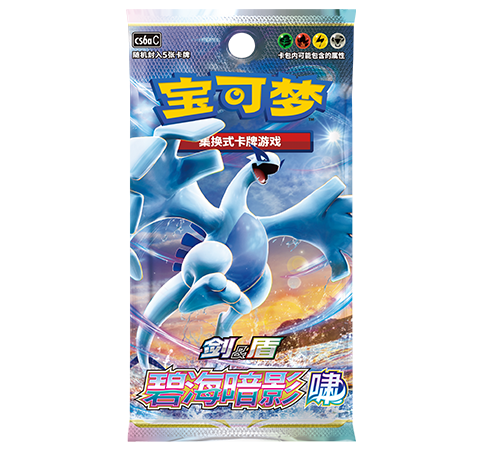 CS6a C
随机封入5张卡牌
卡包内可能包含的属性
宝可梦
集换式卡牌游戏
剑&盾
碧海暗影 啸